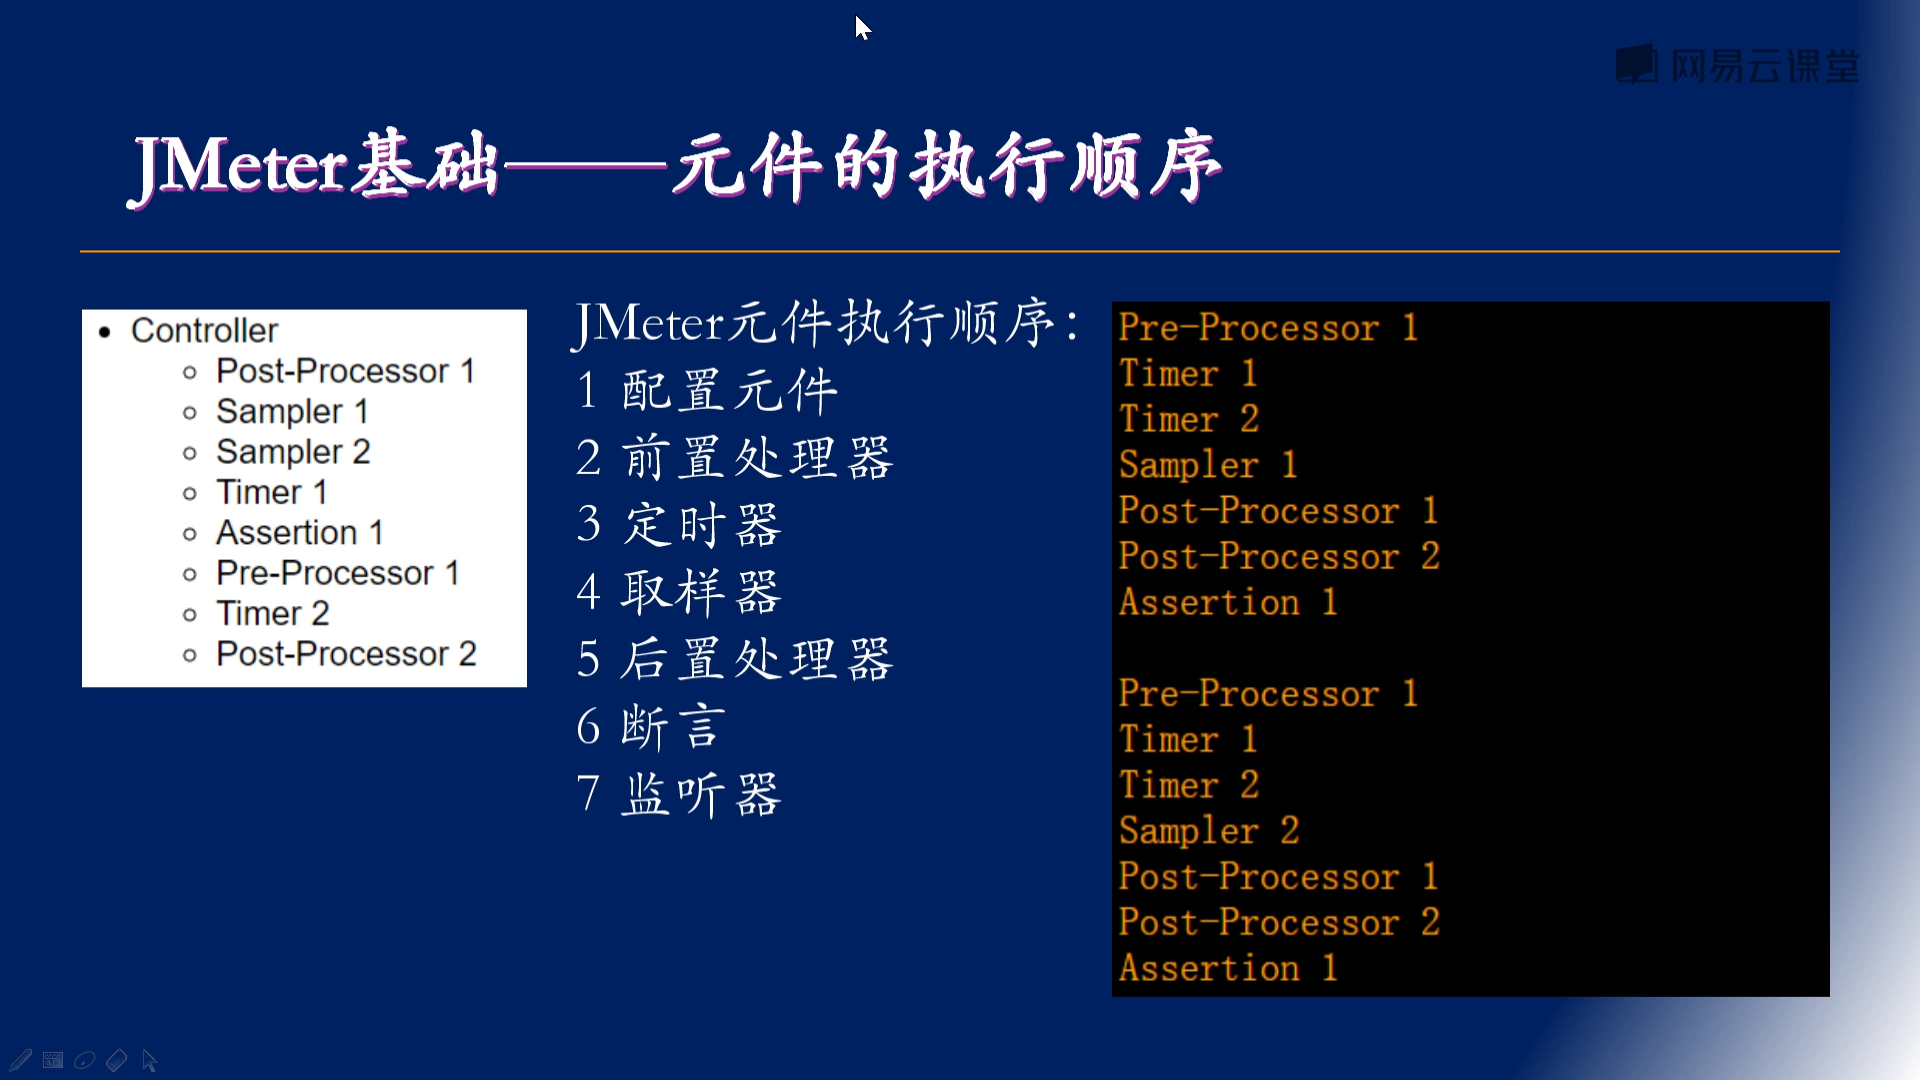 网易云课堂
JMeter基础——元件的执行顺序
Controller
Post-Processor 1
Sampler 1
Sampler 2
Timer 1
Assertion 1
Pre-Processor 1
Timer 2
Post-Processor 2
JMeter元件执行顺序：
1 配置元件
2 前置处理器
3 定时器
4 取样器
5 后置处理器
6 断言
7 监听器
Pre-Processor 1
Timer 1
Timer 2
Sampler 1
Post-Processor 1
Post-Processor 2
Assertion 1
Pre-Processor 1
Timer 1
Timer 2
Sampler 2
Post-Processor 1
Post-Processor 2
Assertion 1